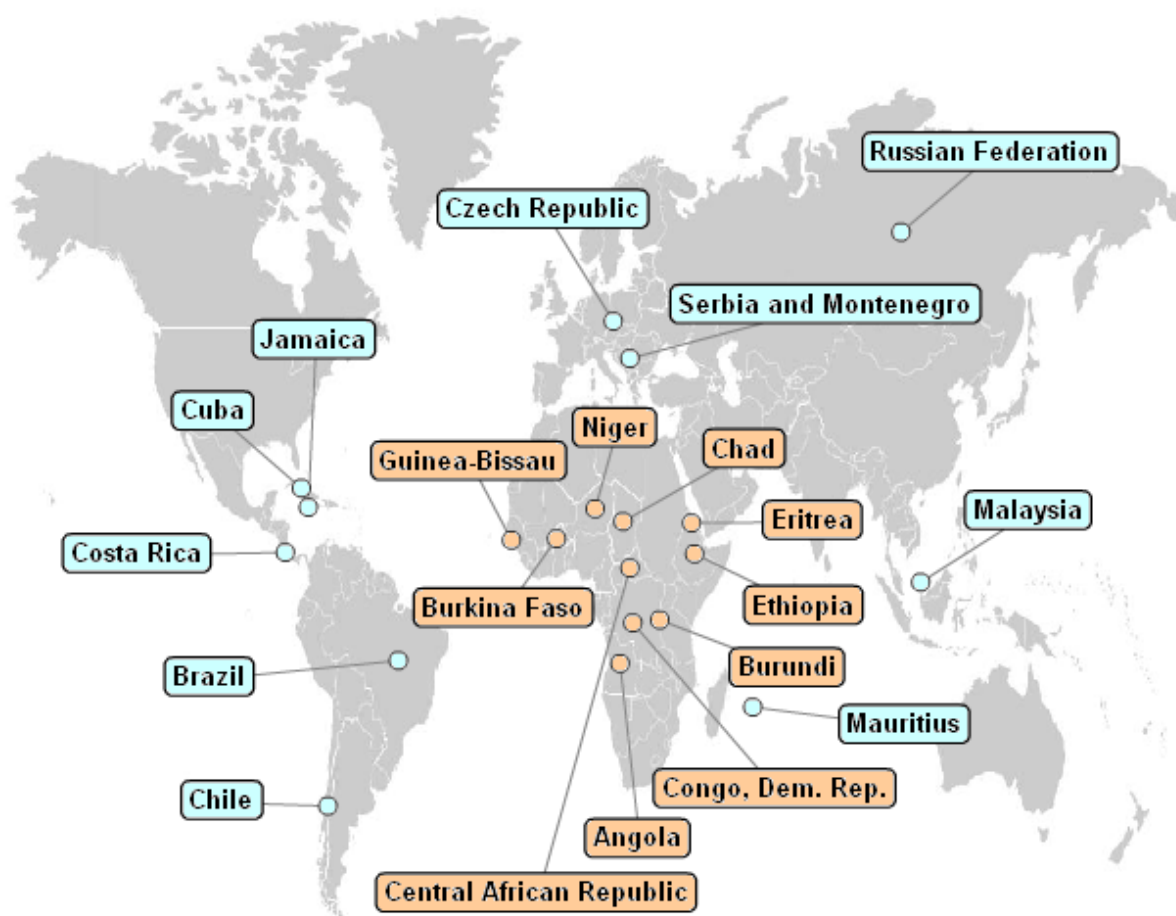 Russian Federation
Czech Republic
Serbia and Montenegro
Jamaica
Cuba
Niger
Chad
Guinea-Bissau
Eritrea
Malaysia
Costa Rica
Burkina Faso
Ethiopia
Brazil
Burundi
Mauritius
Congo, Dem. Rep.
Chile
Angola
Central African Republic